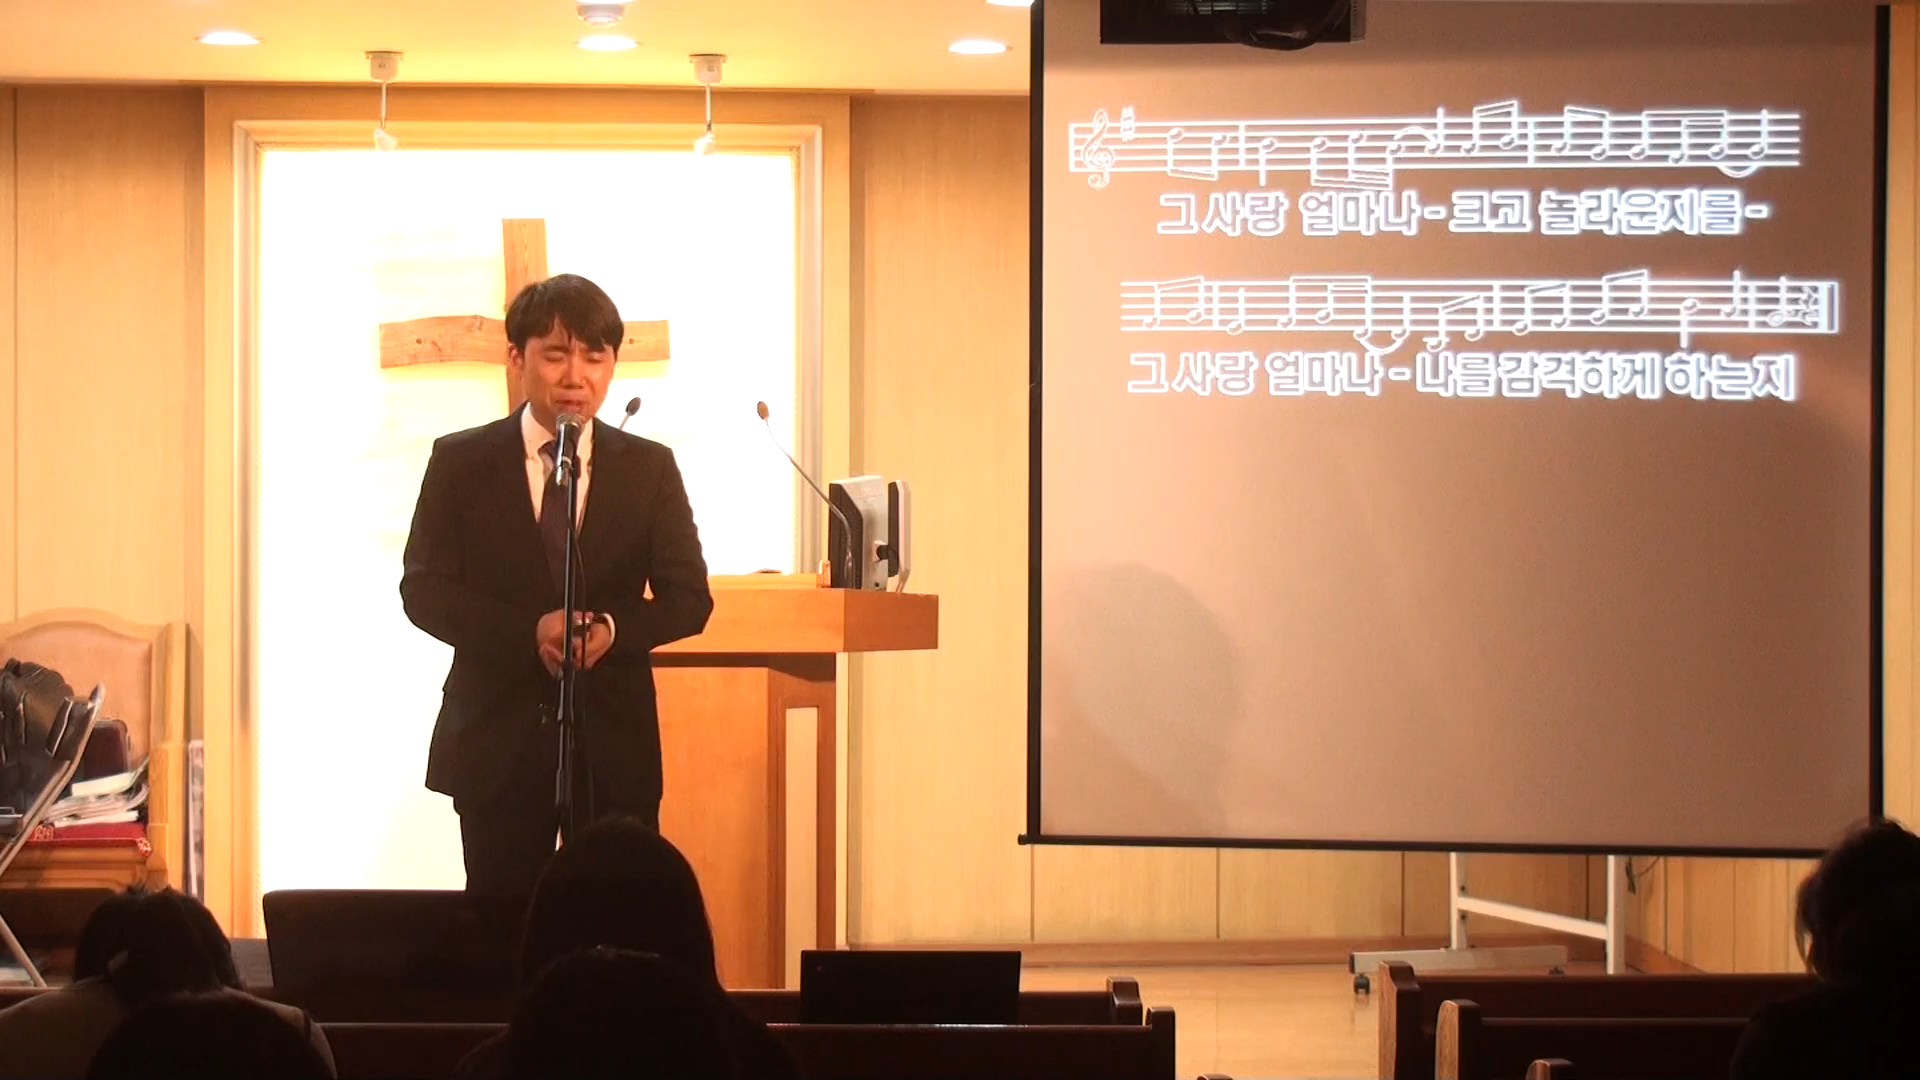 그 사랑 얼마나 - 크고 놀라운지를 -
그 사랑 얼마나 - 나를 감격하게 하는지